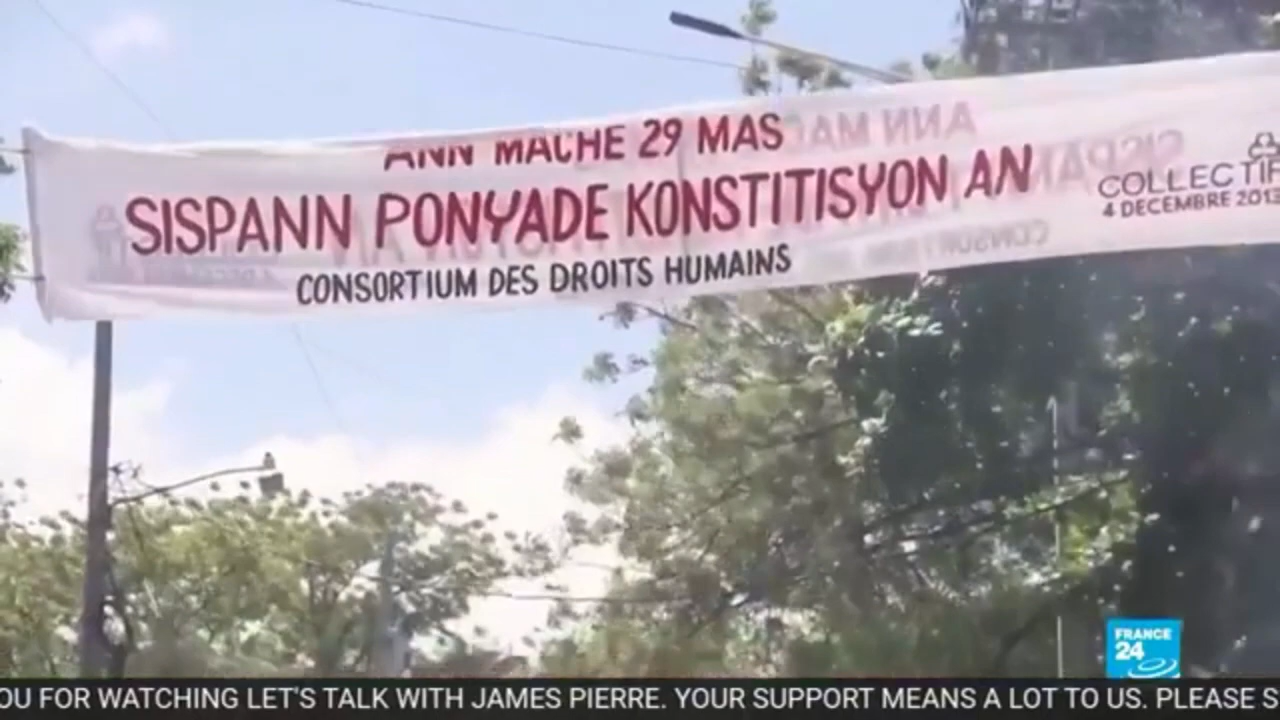 ANN MACHE 29 MAS
SISPANN PONYADE KONSTITISYON AN
CONSORTIUM DES DROITS HUMAINS
COLLECTIF
4 DECEMBRE 2013
FRANCE
24
OU FOR WATCHING LET'S TALK WITH JAMES PIERRE. YOUR SUPPORT MEANS A LOT TO US. PLEASE S